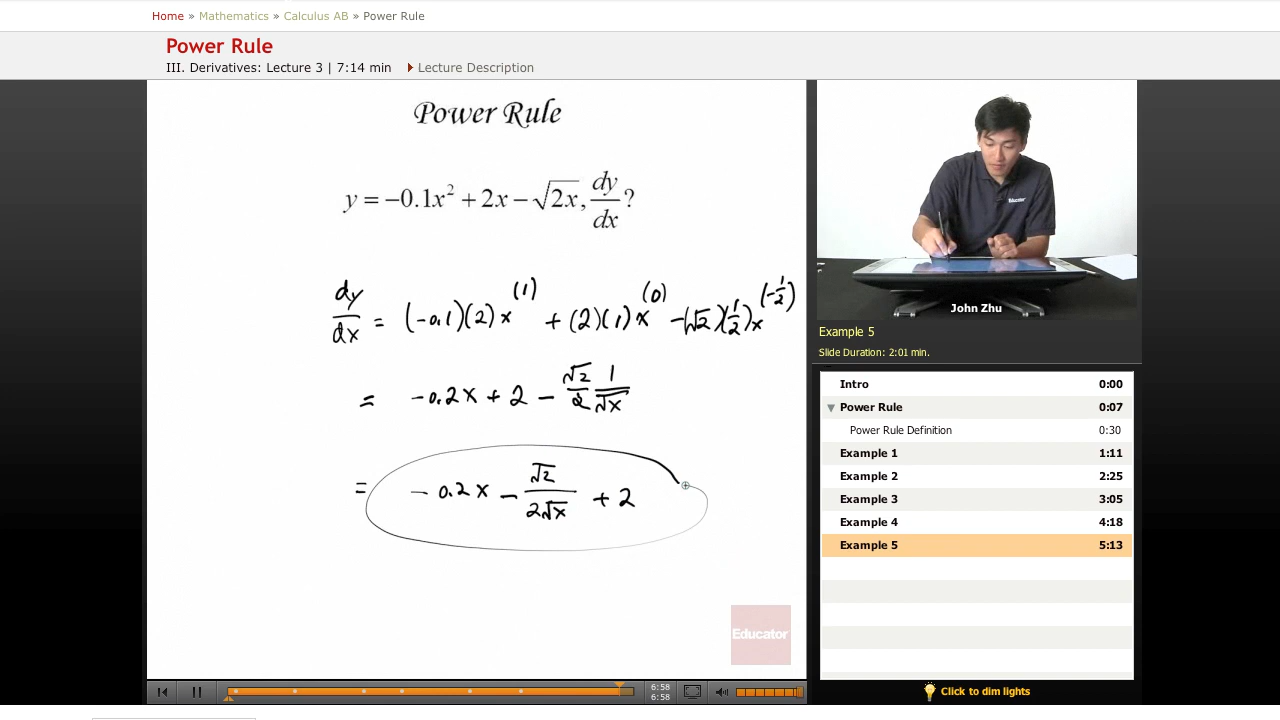 Home » Mathematics » Calculus AB » Power Rule
Power Rule
III. Derivatives: Lecture 3 | 7:14 min Lecture Description
Power Rule
y = −0.1x² + 2x − √2x, dy/dx?
dy/dx = (-0.1)(2)x^(1) + (2)(1)x^(0) - (√2)(1/2)x^(-1/2)
= -0.2x + 2 - √2/2 1/√x
= -0.2x - √2/2√x + 2
Educator
Educator
John Zhu
Example 5
Slide Duration: 2:01 min.
Intro 0:00
Power Rule 0:07
Power Rule Definition 0:30
Example 1 1:11
Example 2 2:25
Example 3 3:05
Example 4 4:18
Example 5 5:13
6:58
6:58
Click to dim lights